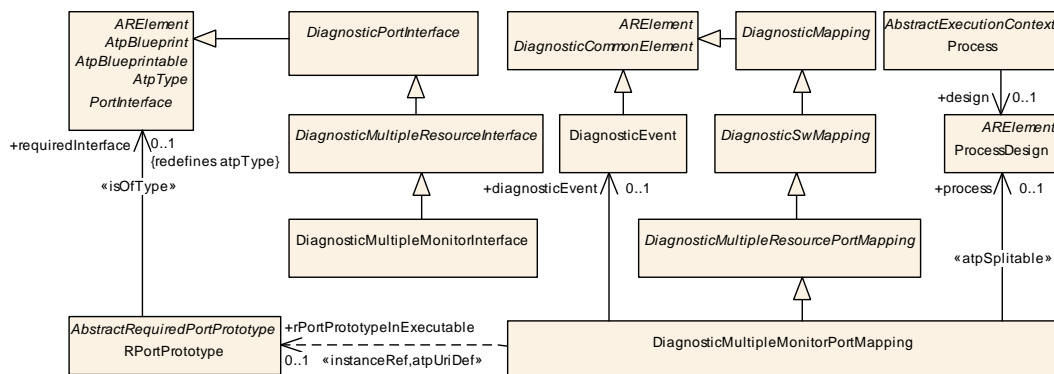 ARElement
AtpBlueprint
AtpBlueprintable
AtpType
PortInterface
DiagnosticPortInterface
ARElement
DiagnosticCommonElement
DiagnosticMapping
AbstractExecutionContext
Process
+design 0..1
+requiredInterface 0..1
{redefines atpType}
«isOfType»
DiagnosticMultipleResourceInterface
DiagnosticEvent
DiagnosticSwMapping
ARElement
ProcessDesign
+diagnosticEvent 0..1
+process 0..1
DiagnosticMultipleMonitorInterface
DiagnosticMultipleResourcePortMapping
«atpSplitable»
AbstractRequiredPortPrototype
RPortPrototype
+rPortPrototypeInExecutable
0..1 «instanceRef,atpUriDef»
DiagnosticMultipleMonitorPortMapping